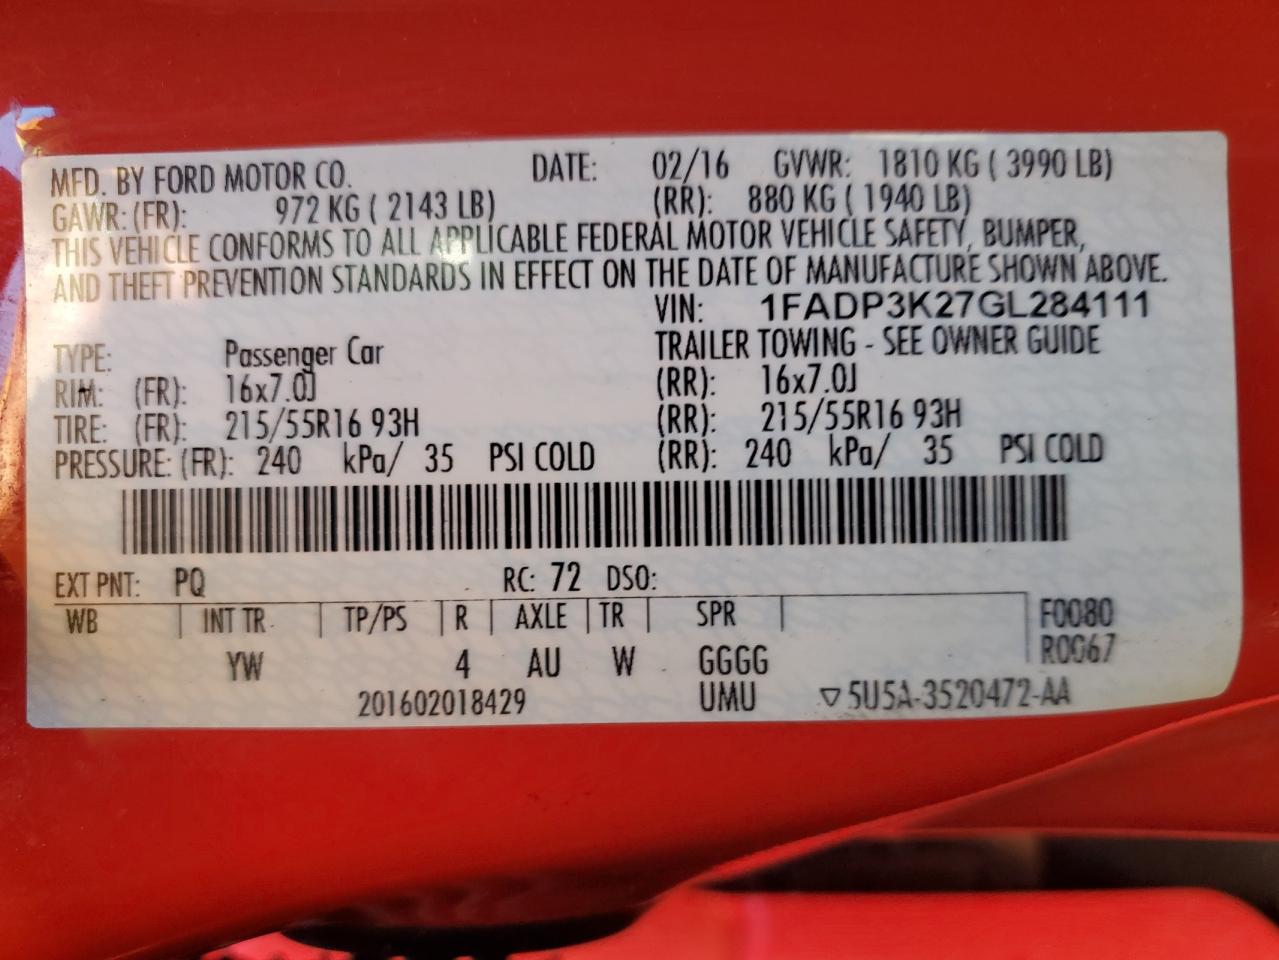 MFD. BY FORD MOTOR CO. DATE: 02/16 GVWR: 1810 KG ( 3990 LB)
GAWR: (FR): 972 KG ( 2143 LB) (RR): 880 KG ( 1940 LB)
THIS VEHICLE CONFORMS TO ALL APPLICABLE FEDERAL MOTOR VEHICLE SAFETY, BUMPER,
AND THEFT PREVENTION STANDARDS IN EFFECT ON THE DATE OF MANUFACTURE SHOWN ABOVE.
VIN: 1FADP3K27GL284111
TYPE: Passenger Car TRAILER TOWING - SEE OWNER GUIDE
RIM: (FR): 16x7.0J (RR): 16x7.0J
TIRE: (FR): 215/55R16 93H (RR): 215/55R16 93H
PRESSURE: (FR): 240 kPa/ 35 PSI COLD (RR): 240 kPa/ 35 PSI COLD
EXT PNT: PQ RC: 72 DSO:
WB INT TR TP/PS R AXLE TR SPR F0080
YW 4 AU W GGGG R0067
201602018429 UMU ▽5U5A-3520472-AA